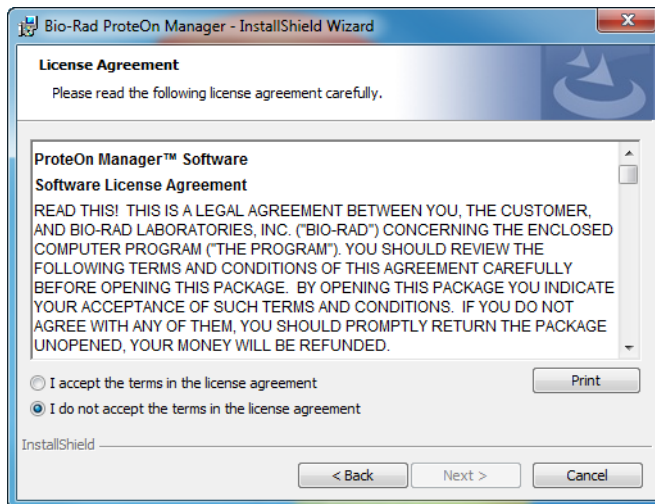 Bio-Rad ProteOn Manager - InstallShield Wizard
License Agreement
Please read the following license agreement carefully.
ProteOn Manager™ Software
Software License Agreement
READ THIS!  THIS IS A LEGAL AGREEMENT BETWEEN YOU, THE CUSTOMER,
AND BIO-RAD LABORATORIES, INC. ("BIO-RAD") CONCERNING THE ENCLOSED
COMPUTER PROGRAM ("THE PROGRAM"). YOU SHOULD REVIEW THE
FOLLOWING TERMS AND CONDITIONS OF THIS AGREEMENT CAREFULLY
BEFORE OPENING THIS PACKAGE.  BY OPENING THIS PACKAGE YOU INDICATE
YOUR ACCEPTANCE OF SUCH TERMS AND CONDITIONS.  IF YOU DO NOT
AGREE WITH ANY OF THEM, YOU SHOULD PROMPTLY RETURN THE PACKAGE
UNOPENED, YOUR MONEY WILL BE REFUNDED.
I accept the terms in the license agreement
Print
I do not accept the terms in the license agreement
InstallShield
< Back
Next >
Cancel